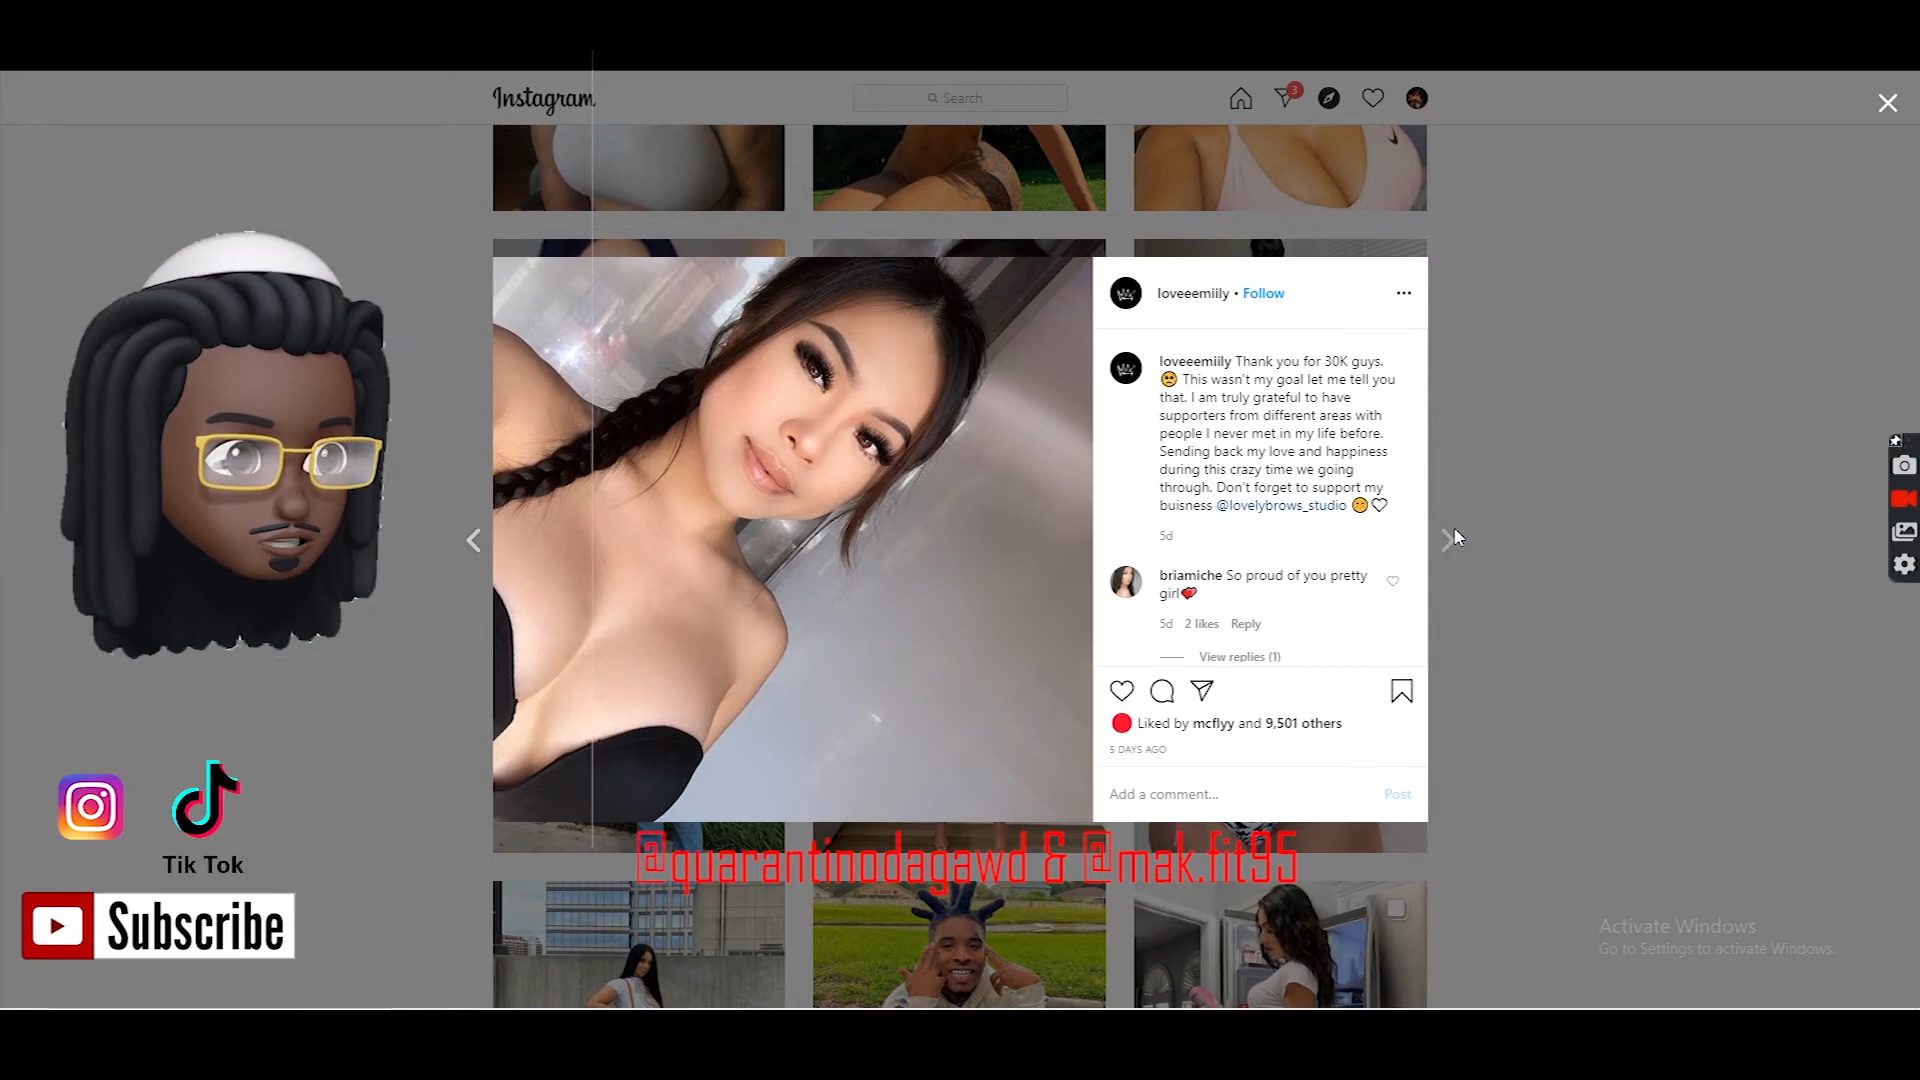 Instagram
Search
3
loveeemiily • Follow
loveeemiily Thank you for 30K guys.
🥺 This wasn't my goal let me tell you
that. I am truly grateful to have
supporters from different areas with
people I never met in my life before.
Sending back my love and happiness
during this crazy time we going
through. Don't forget to support my
buisness @lovelybrows_studio 🤭🤍
5d
briamiche So proud of you pretty
girl💕
5d 2 likes Reply
View replies (1)
Liked by mcflyy and 9,501 others
5 DAYS AGO
Add a comment... Post
Tik Tok
@quarantinodagawd & @mak.fit95
Subscribe
Activate Windows
Go to Settings to activate Windows.